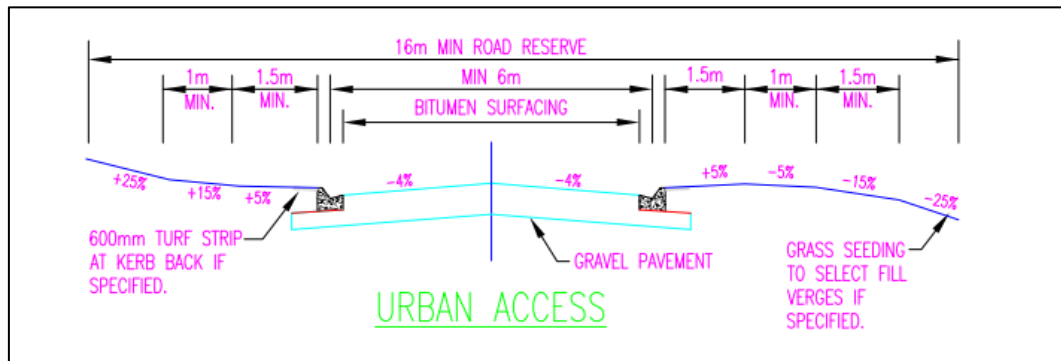 16m MIN ROAD RESERVE
1m
MIN.
1.5m
MIN.
MIN 6m
BITUMEN SURFACING
1.5m
1m
MIN.
1.5m
MIN.
+25%
+15%
+5%
-4%
-4%
+5%
-5%
-15%
-25%
600mm TURF STRIP
AT KERB BACK IF
SPECIFIED.
GRAVEL PAVEMENT
GRASS SEEDING
TO SELECT FILL
VERGES IF
SPECIFIED.
URBAN ACCESS